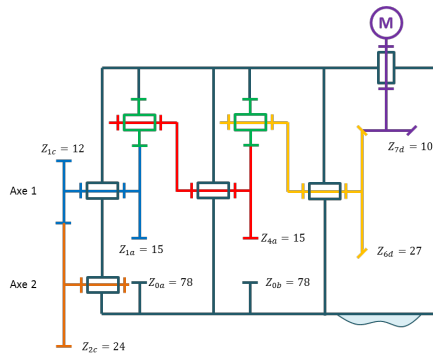 M
Z₇d = 10
Z₁c = 12
Axe 1
Z₁a = 15
Z₄a = 15
Z₆d = 27
Axe 2
Z₀a = 78
Z₀b = 78
Z₂c = 24